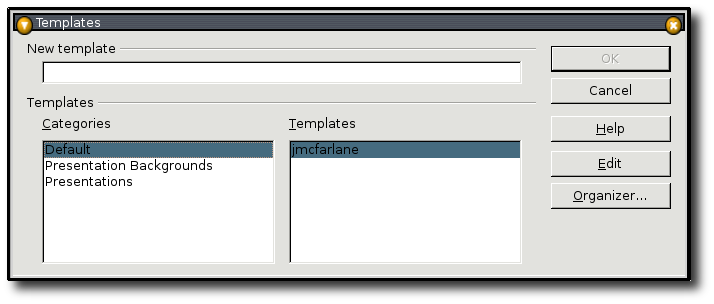 Templates
New template
OK
Cancel
Templates
Categories
Templates
Help
Default
jmcfarlane
Presentation Backgrounds
Edit
Presentations
Organizer...